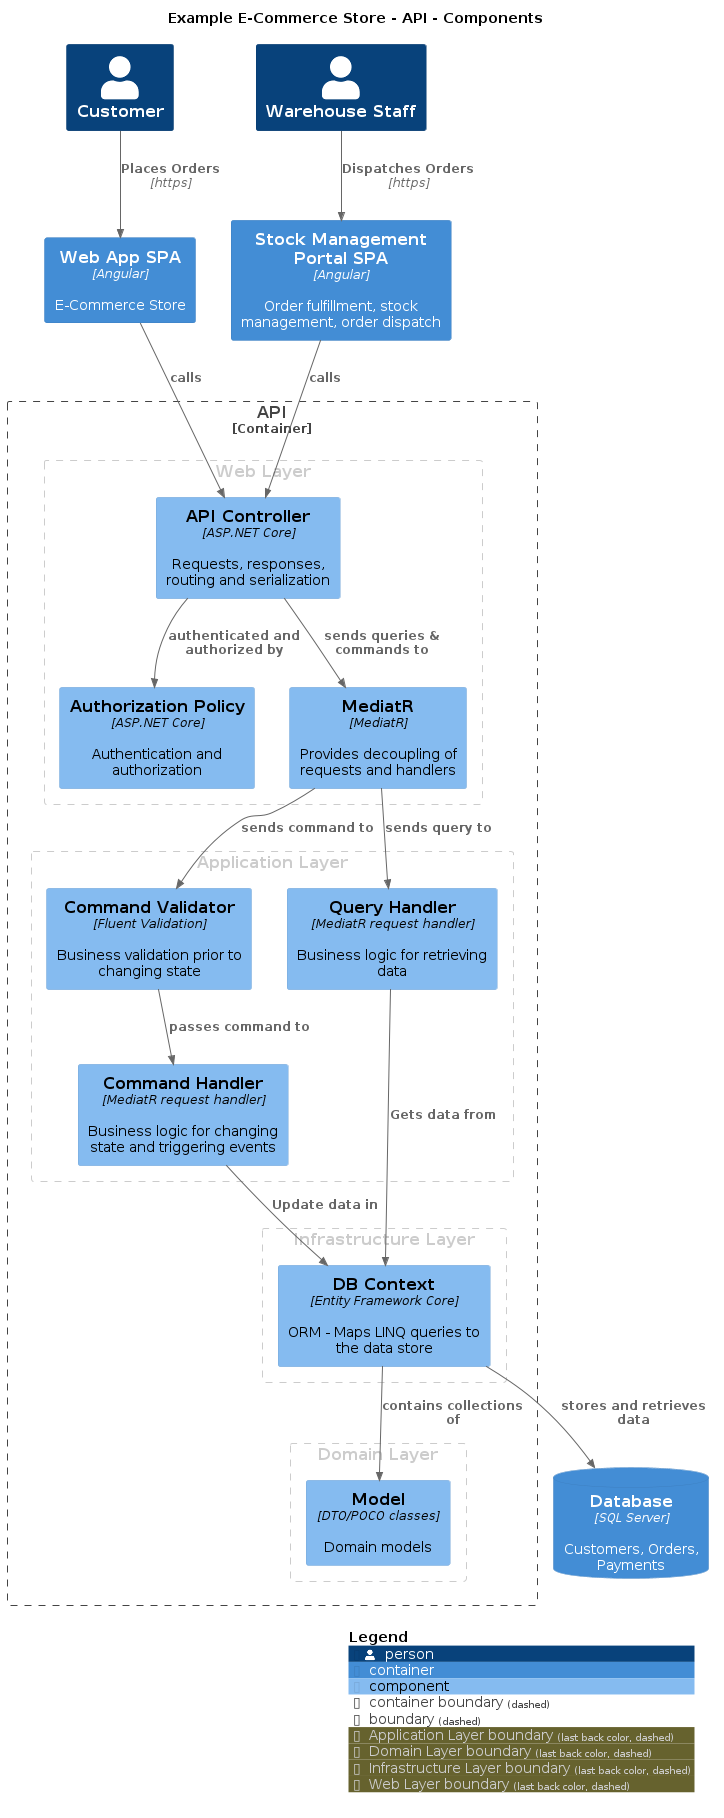 Example E-Commerce Store - API - Components
Customer
Warehouse Staff
Places Orders
[https]
Dispatches Orders
[https]
Web App SPA
[Angular]
E-Commerce Store
Stock Management
Portal SPA
[Angular]
Order fulfillment, stock
management, order dispatch
calls
calls
API
[Container]
Web Layer
API Controller
[ASP.NET Core]
Requests, responses,
routing and serialization
authenticated and
authorized by
sends queries &
commands to
Authorization Policy
[ASP.NET Core]
Authentication and
authorization
MediatR
[MediatR]
Provides decoupling of
requests and handlers
sends command to
sends query to
Application Layer
Command Validator
[Fluent Validation]
Business validation prior to
changing state
Query Handler
[MediatR request handler]
Business logic for retrieving
data
passes command to
Command Handler
[MediatR request handler]
Business logic for changing
state and triggering events
Gets data from
Update data in
Infrastructure Layer
DB Context
[Entity Framework Core]
ORM - Maps LINQ queries to
the data store
contains collections
of
stores and retrieves
data
Domain Layer
Model
[DTO/POCO classes]
Domain models
Database
[SQL Server]
Customers, Orders,
Payments
Legend
person
container
component
container boundary (dashed)
boundary (dashed)
Application Layer boundary (last back color, dashed)
Domain Layer boundary (last back color, dashed)
Infrastructure Layer boundary (last back color, dashed)
Web Layer boundary (last back color, dashed)